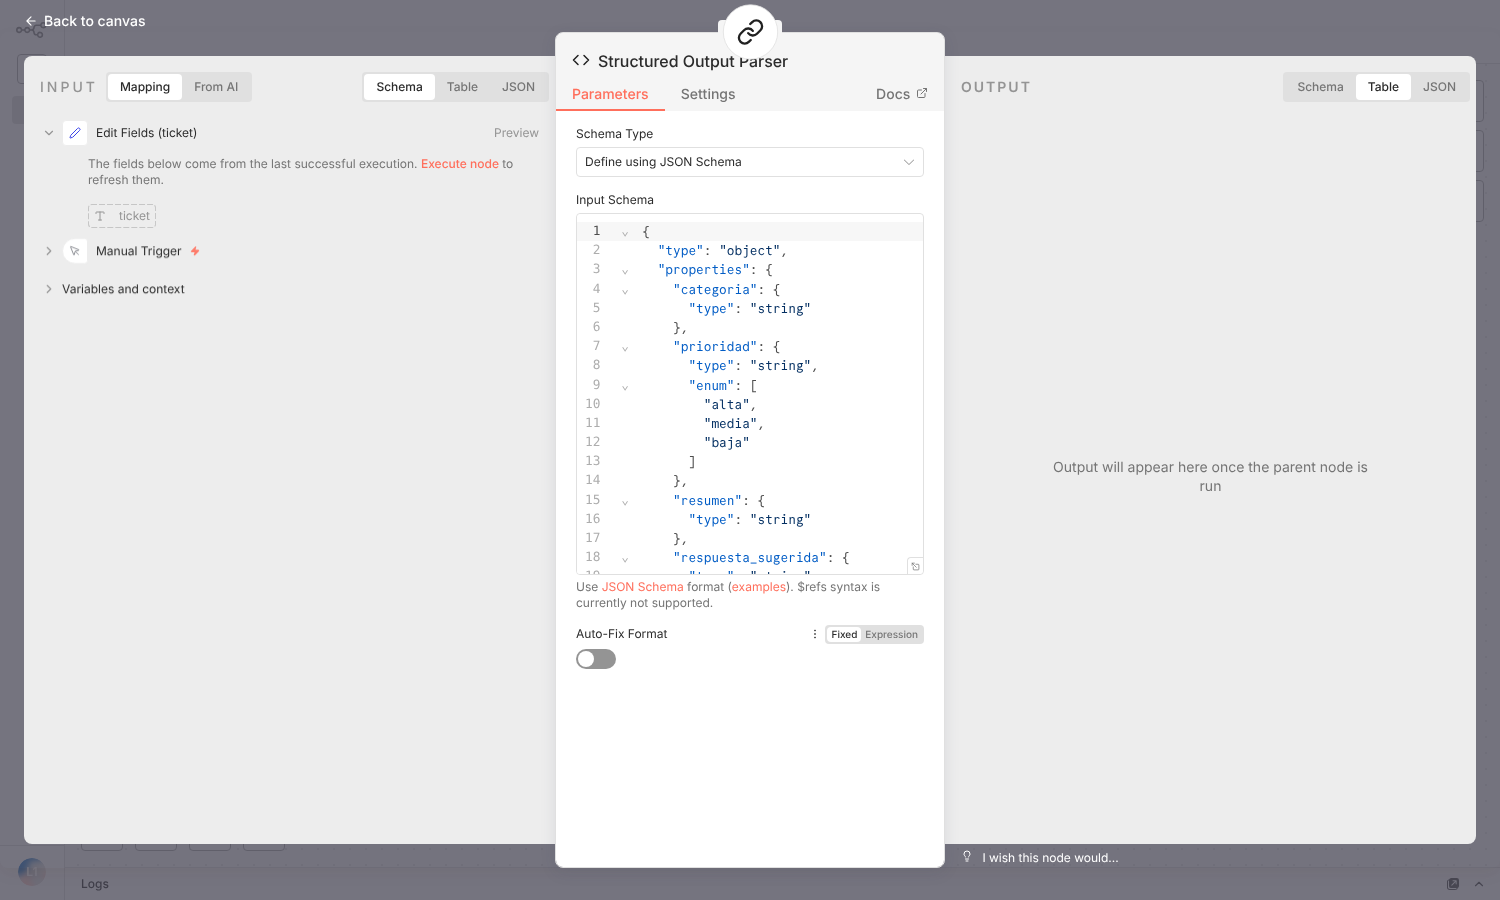 Back to canvas
INPUT
Mapping
From AI
Schema
Table
JSON
Edit Fields (ticket)
Preview
The fields below come from the last successful execution. Execute node to
refresh them.
ticket
Manual Trigger
Variables and context
Structured Output Parser
Parameters
Settings
Docs
Schema Type
Define using JSON Schema
Input Schema
1 {
2 "type": "object",
3 "properties": {
4 "categoria": {
5 "type": "string"
6 },
7 "prioridad": {
8 "type": "string",
9 "enum": [
10 "alta",
11 "media",
12 "baja"
13 ]
14 },
15 "resumen": {
16 "type": "string"
17 },
18 "respuesta_sugerida": {
Use JSON Schema format (examples). $refs syntax is
currently not supported.
Auto-Fix Format
Fixed
Expression
OUTPUT
Schema
Table
JSON
Output will appear here once the parent node is
run
I wish this node would...
Logs